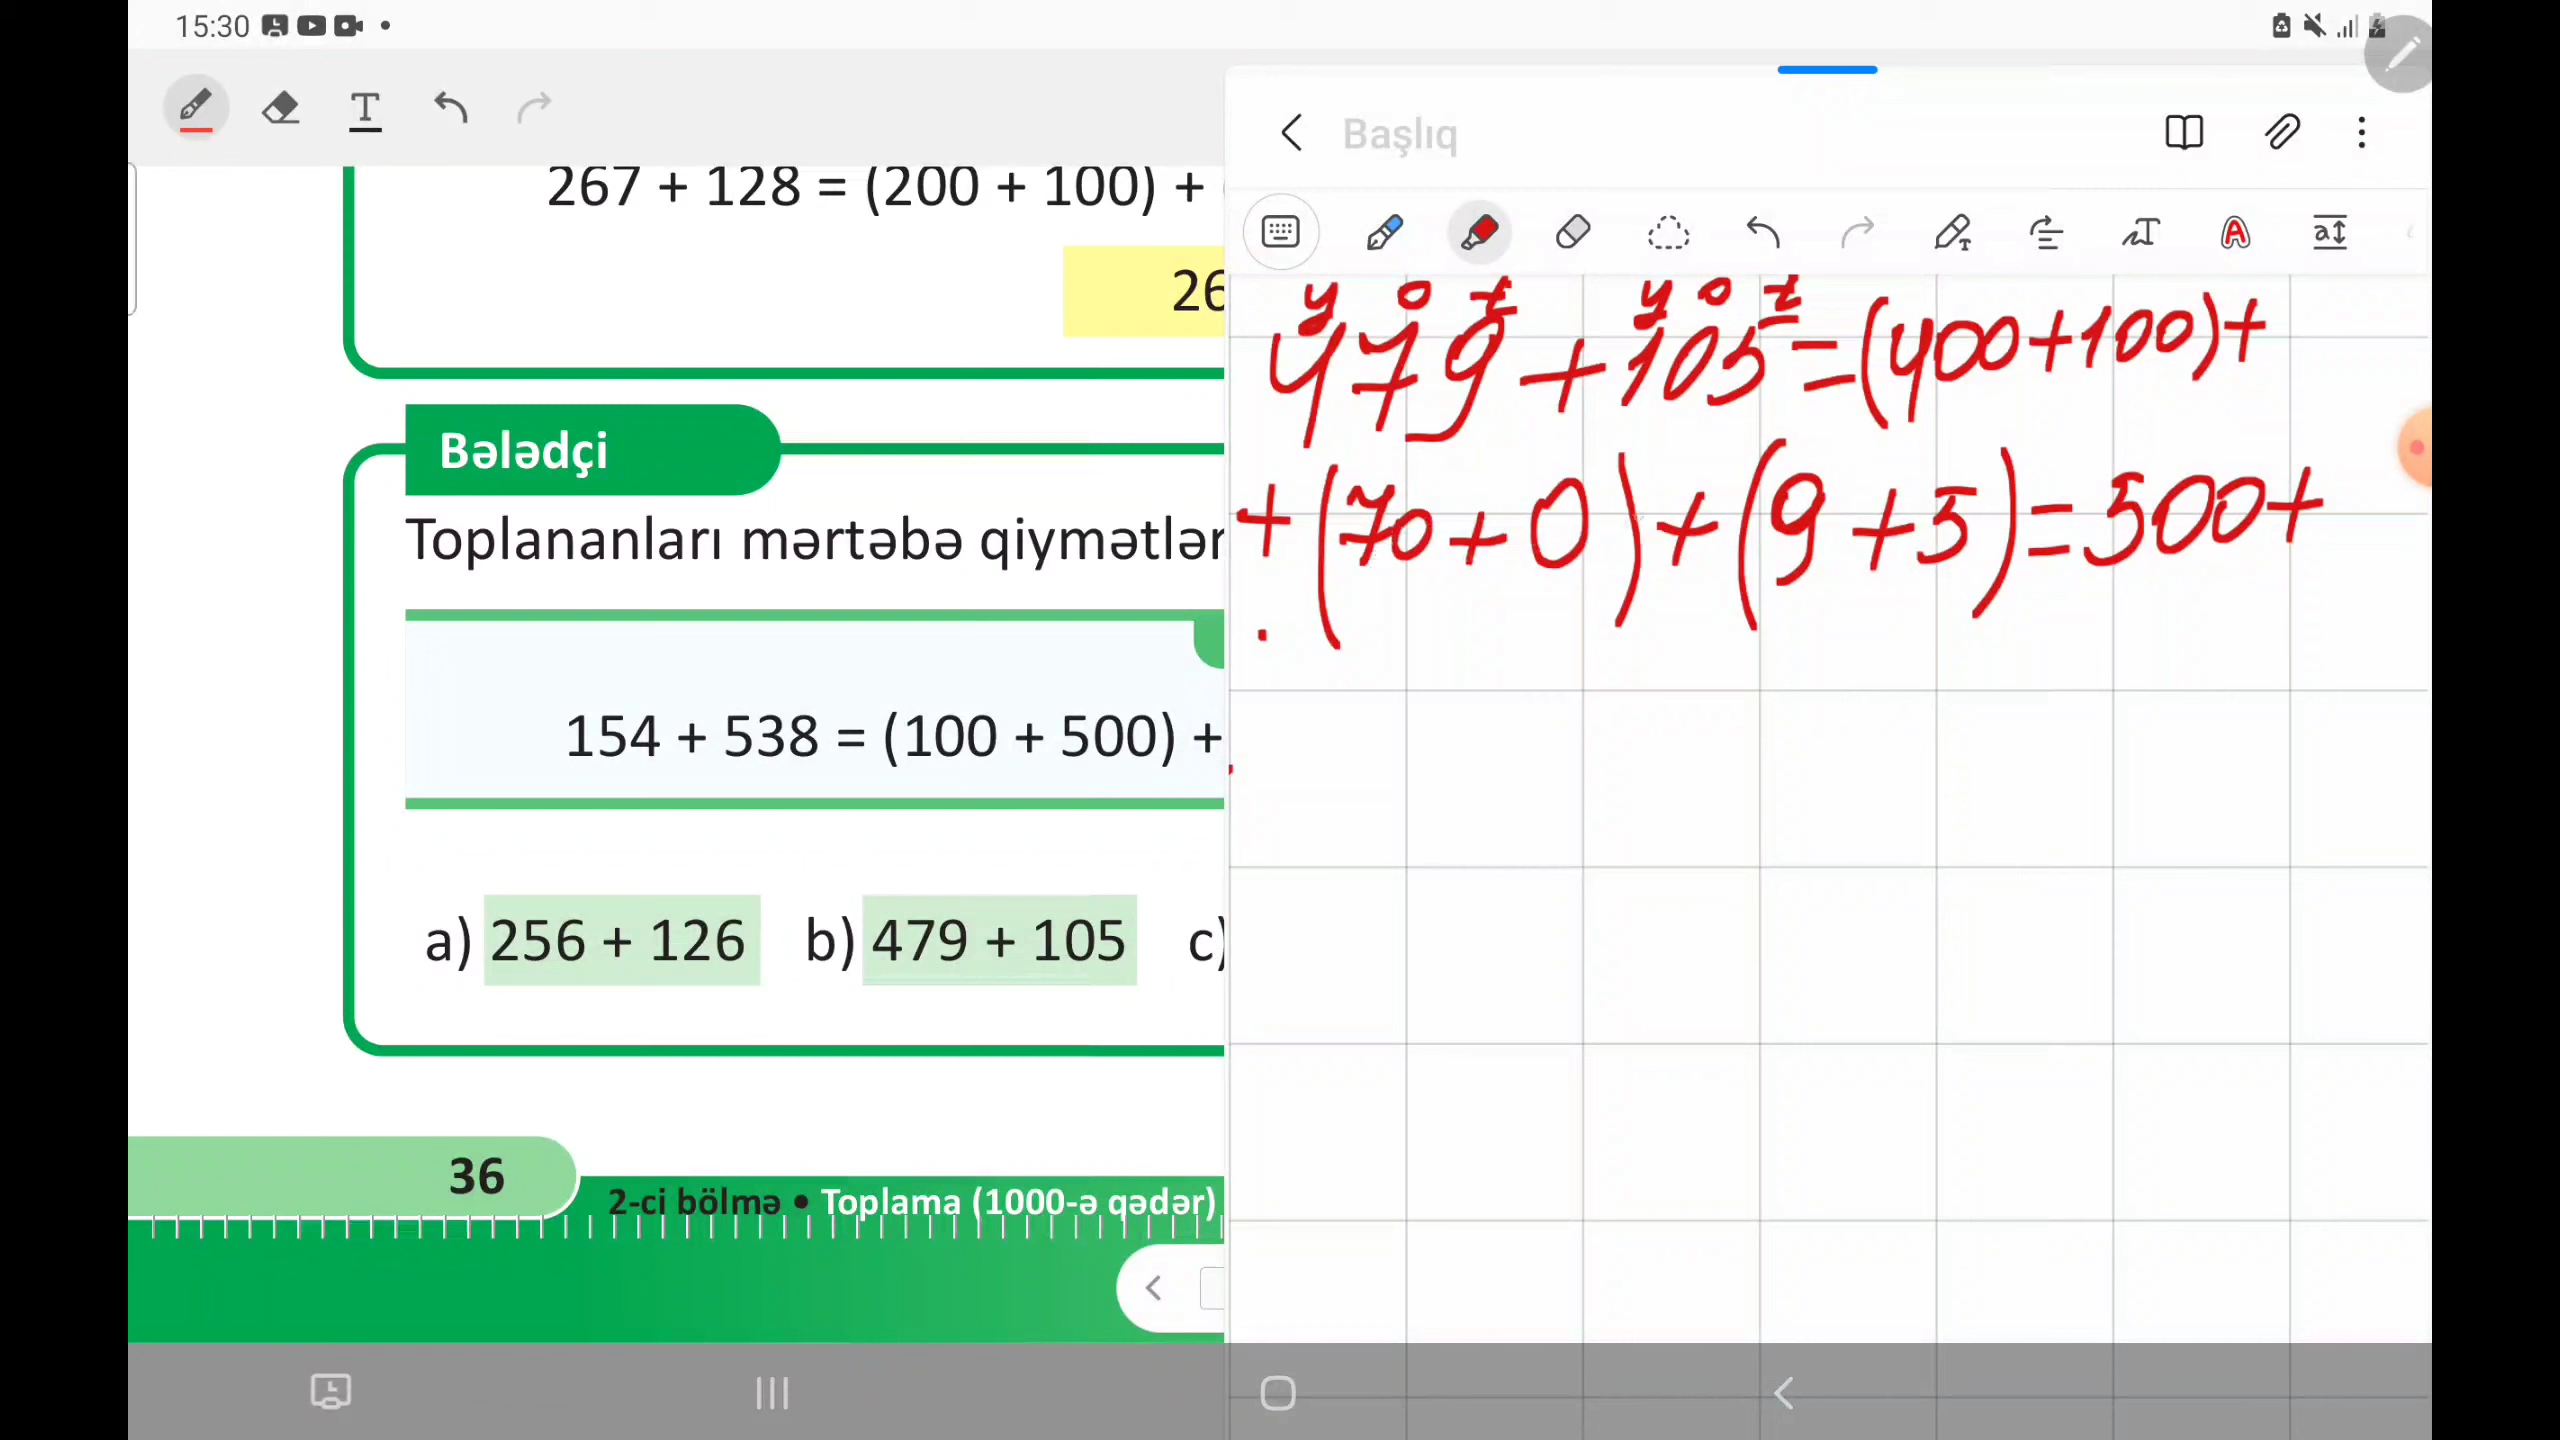 15:30
Başlıq
267 + 128 = (200 + 100) +
26
Bələdçi
Toplananları mərtəbə qiymətlər
154 + 538 = (100 + 500) +
a) 256 + 126 b) 479 + 105 c)
36
2-ci bölmə • Toplama (1000-ə qədər)
y o t y o t
479 + 105 = (400+100)+
+ (70+0) + (9+5) = 500+